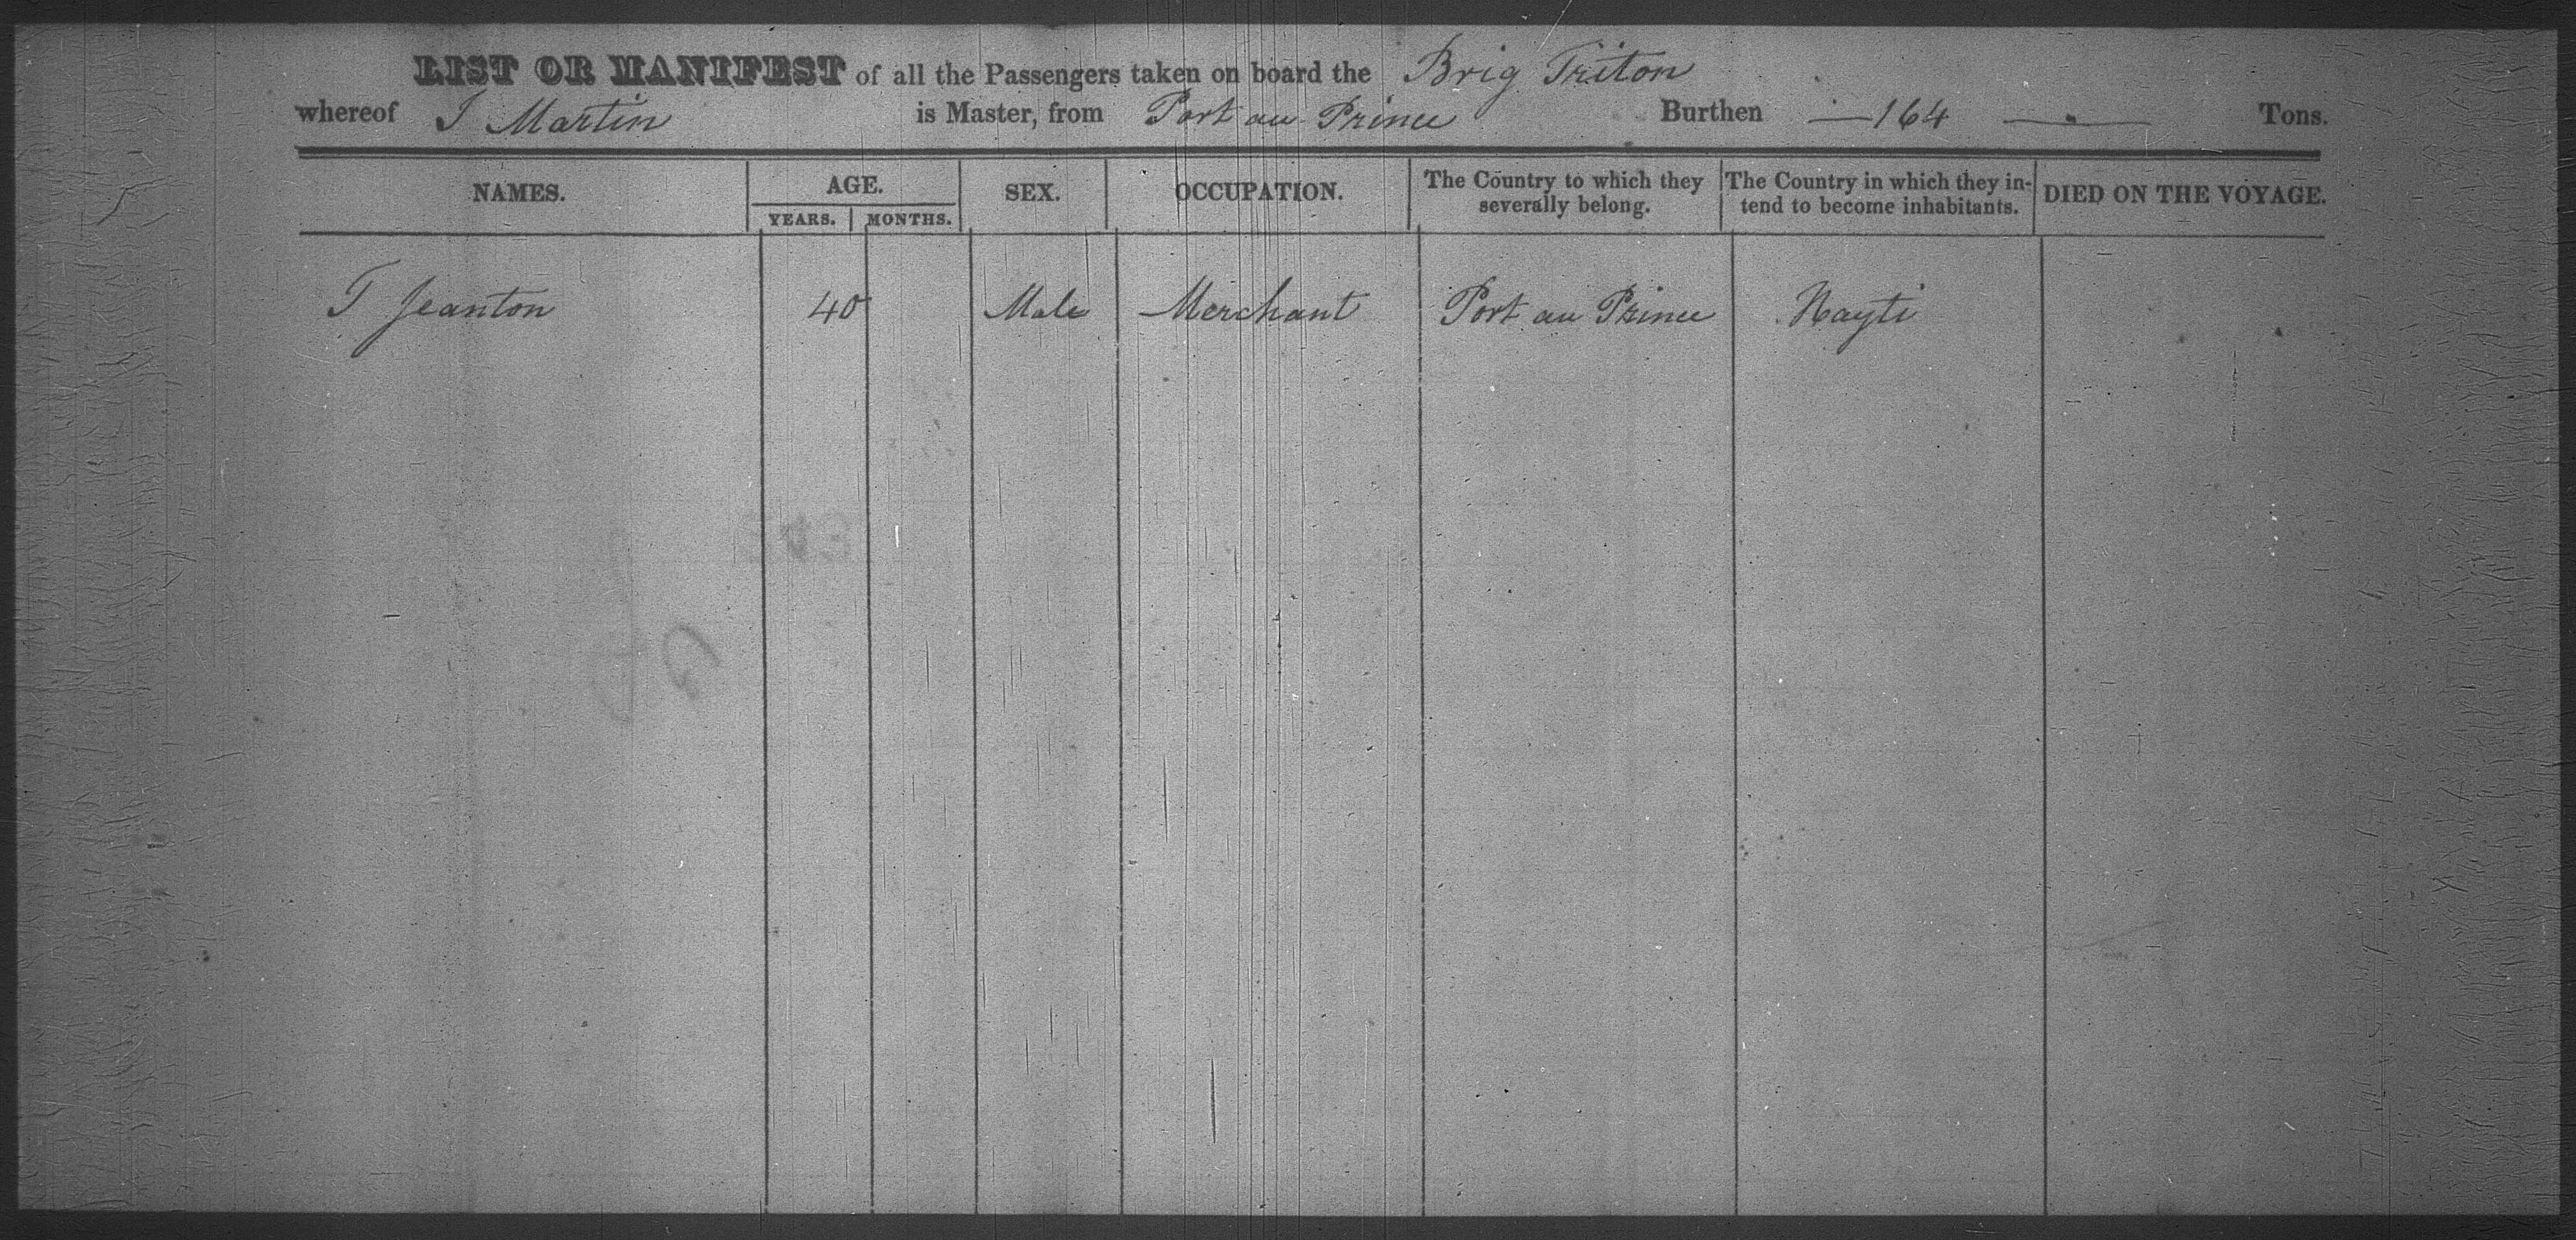 LIST OR MANIFEST of all the Passengers taken on board the Brig Triton
whereof J Martin is Master, from Port au Prince Burthen — 164 — Tons.
NAMES. AGE. SEX. OCCUPATION. The Country to which they severally belong. The Country in which they intend to become inhabitants. DIED ON THE VOYAGE.
YEARS. MONTHS.
T Jeanton 40 Male Merchant Port au Prince Hayti